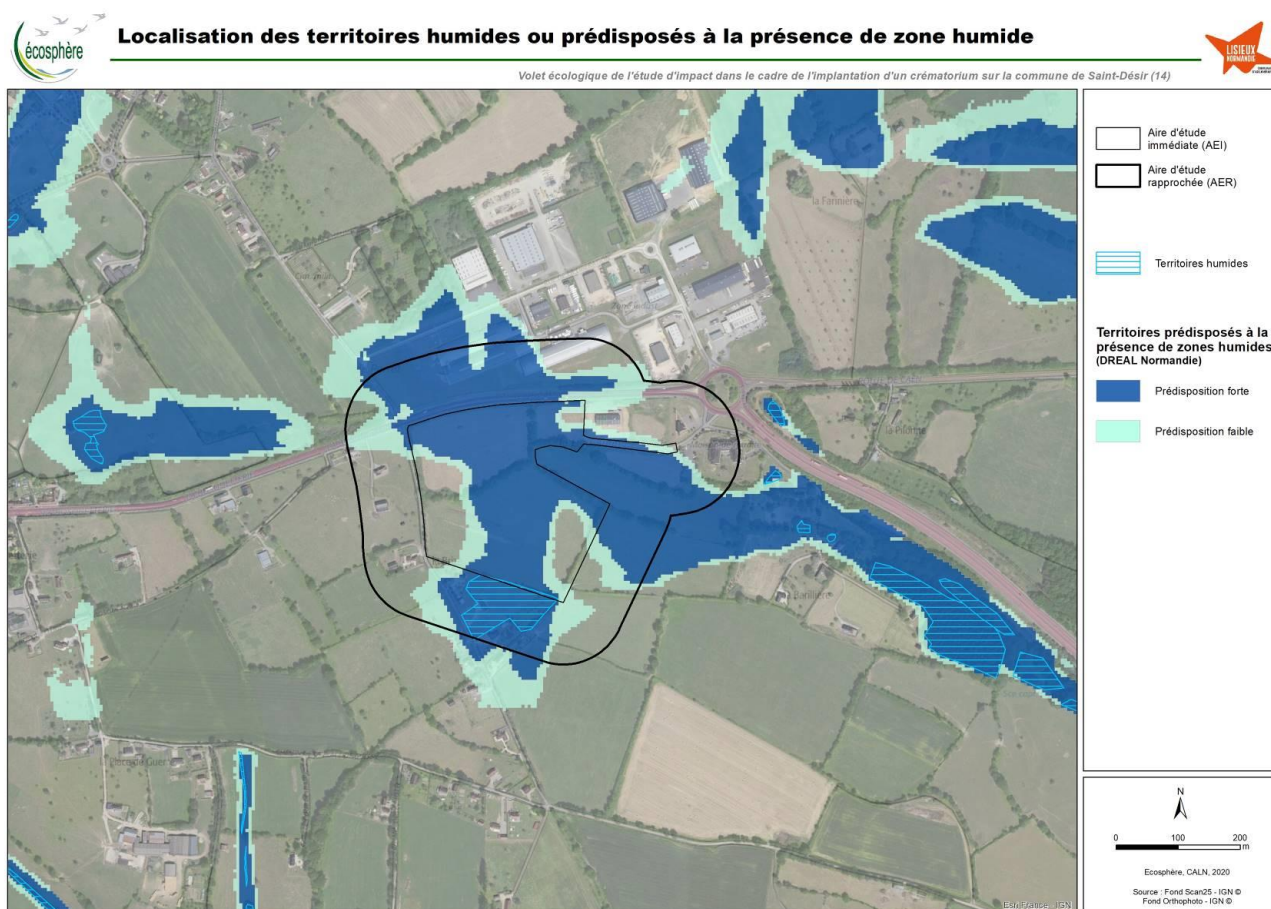 écosphère
Localisation des territoires humides ou prédisposés à la présence de zone humide
LISIEUX
NORMANDIE
Volet écologique de l'étude d'impact dans le cadre de l'implantation d'un crématorium sur la commune de Saint-Désir (14)
Aire d'étude
immédiate (AEI)
Aire d'étude
rapprochée (AER)
Territoires humides
Territoires prédisposés à la
présence de zones humides
(DREAL Normandie)
Prédisposition forte
Prédisposition faible
la Farinière
N
0 100 200
m
Ecosphère, CALN, 2020
Source : Fond Scan25 - IGN ©
Fond Orthophoto - IGN ©
Esri France, IGN